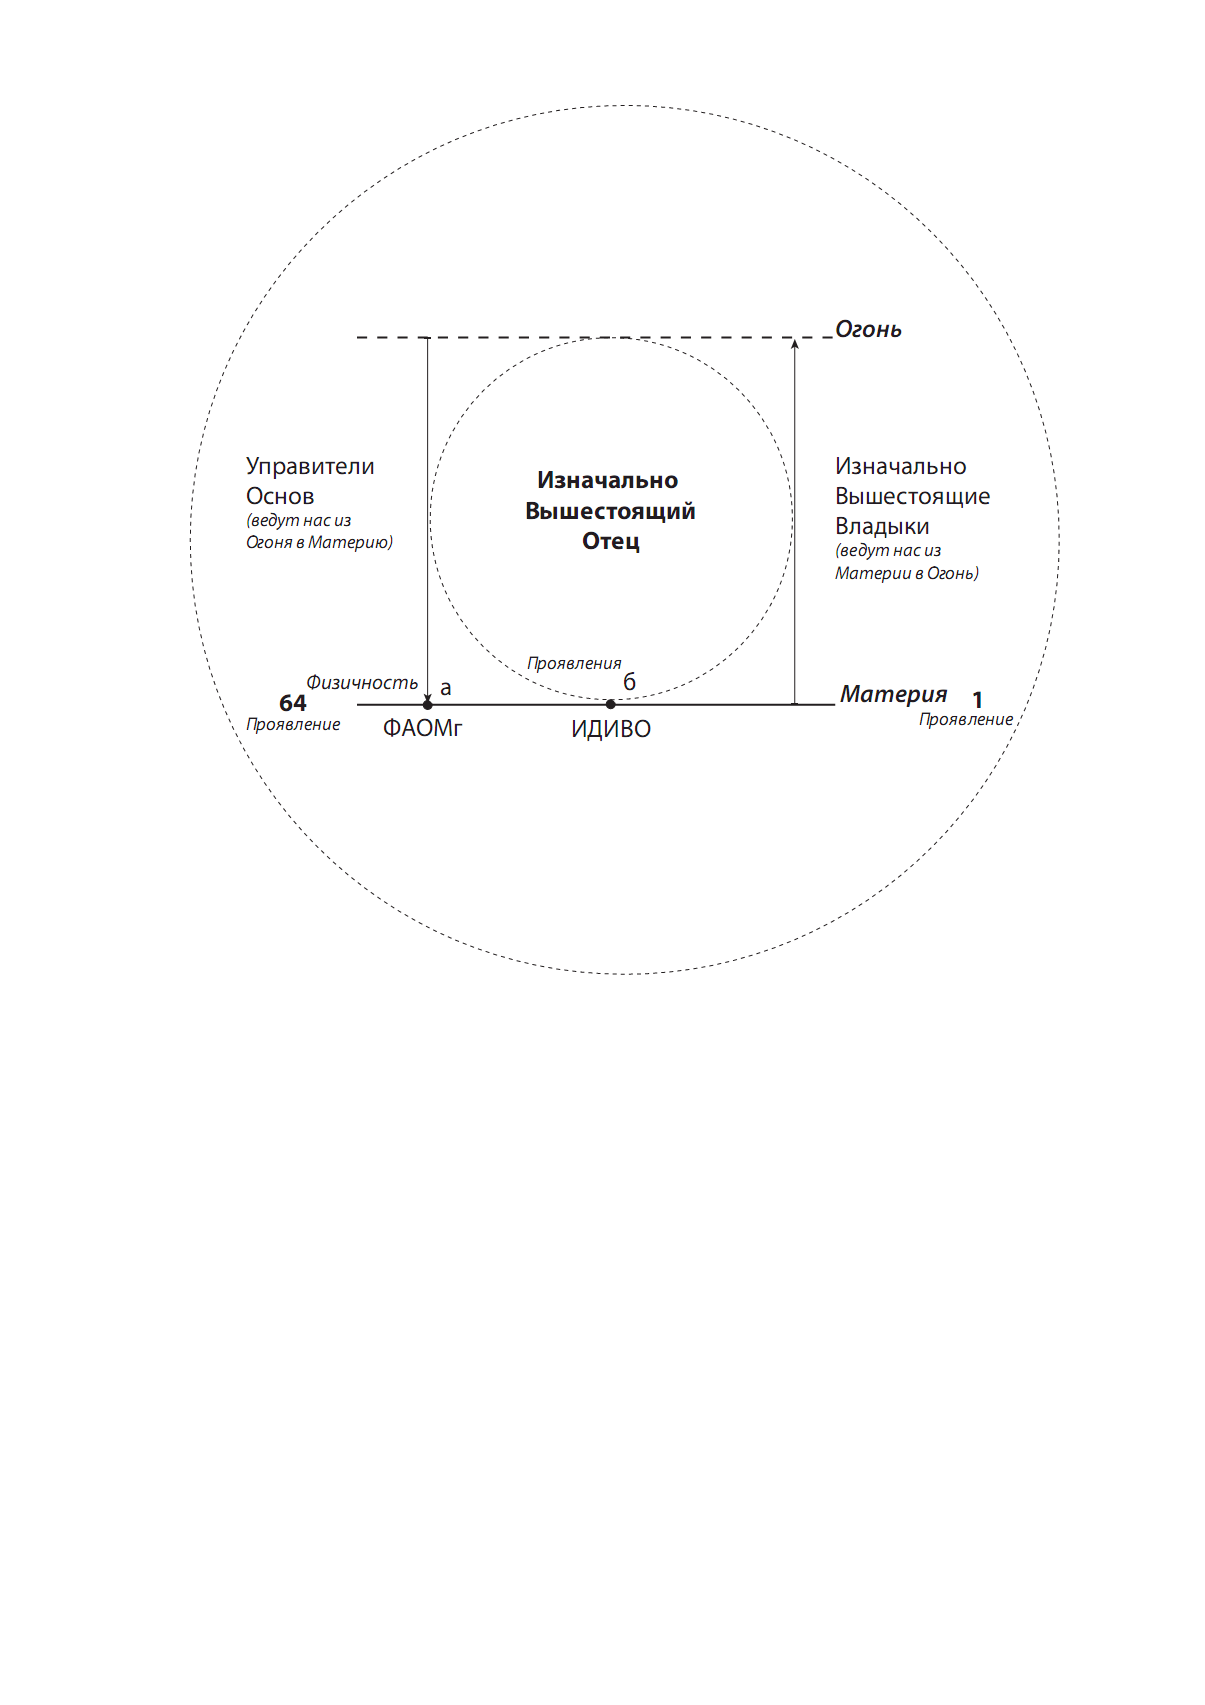 Огонь
Управители
Основ
(ведут нас из
Огоня в Материю)
Изначально
Вышестоящий
Отец
Изначально
Вышестоящие
Владыки
(ведут нас из
Материи в Огонь)
Проявления
Физичность
а
б
64
Проявление
Материя
1
Проявление
ФАОМг
ИДИВО